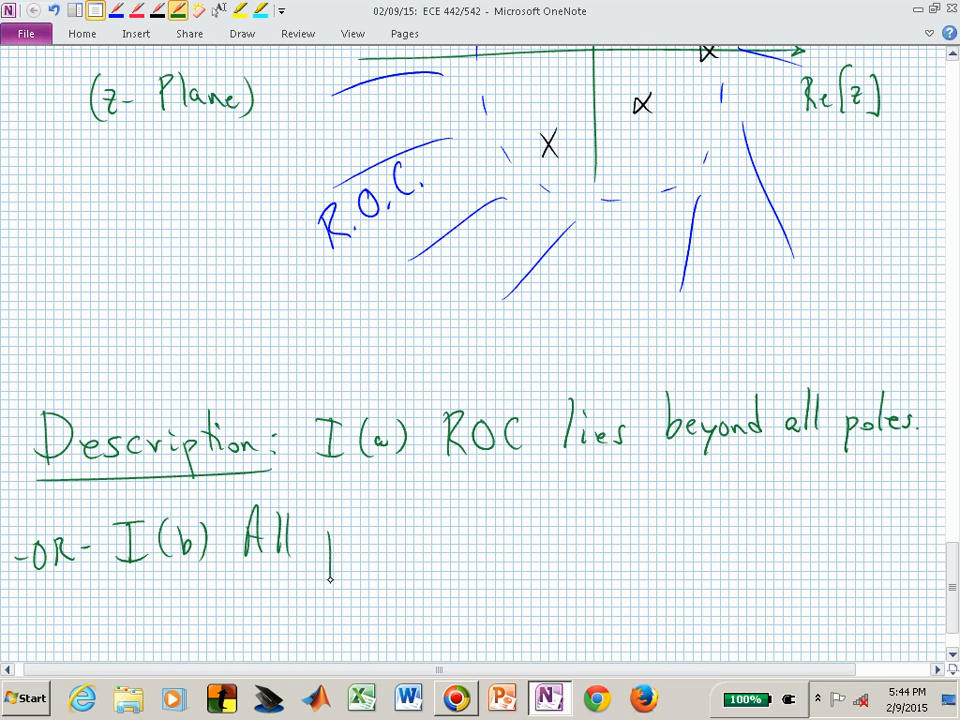 02/09/15: ECE 442/542 - Microsoft OneNote
File Home Insert Share Draw Review View Pages
(z- Plane)
Re[z]
R.O.C.
Description: I(a) ROC lies beyond all poles.
-OR- I(b) All
Start
100%
5:44 PM
2/9/2015